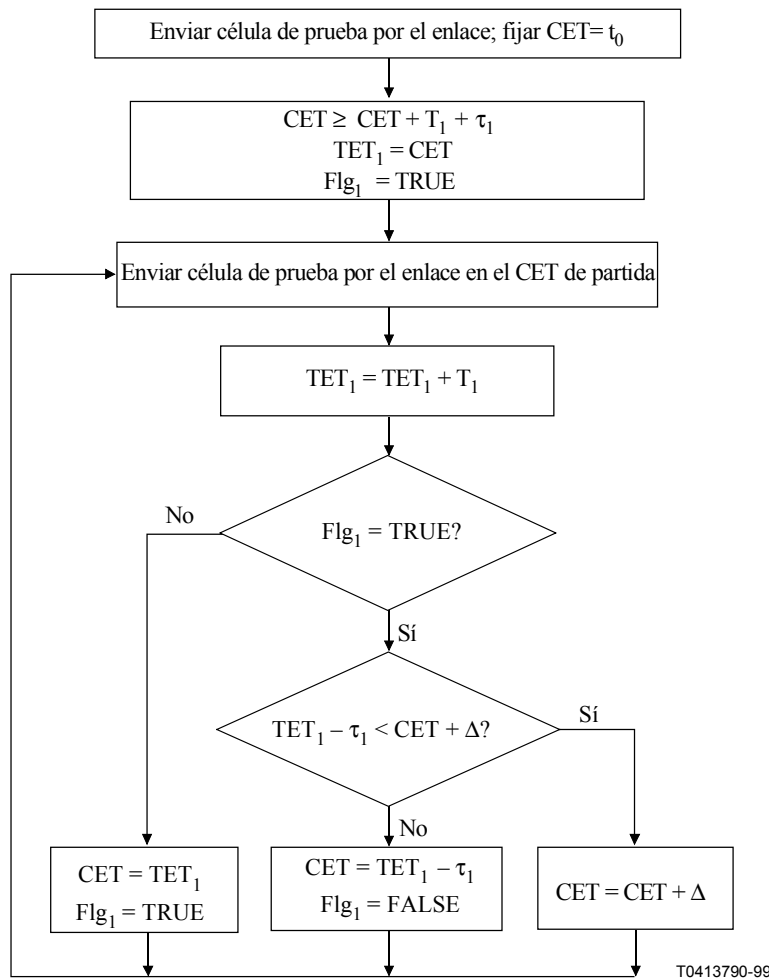 Enviar célula de prueba por el enlace; fijar CET= t₀
CET ≥ CET + T₁ + τ₁
TET₁ = CET
Flg₁ = TRUE
Enviar célula de prueba por el enlace en el CET de partida
TET₁ = TET₁ + T₁
No
Flg₁ = TRUE?
Sí
TET₁ – τ₁ < CET + Δ?
Sí
No
CET = TET₁
Flg₁ = TRUE
CET = TET₁ – τ₁
Flg₁ = FALSE
CET = CET + Δ
T0413790-99